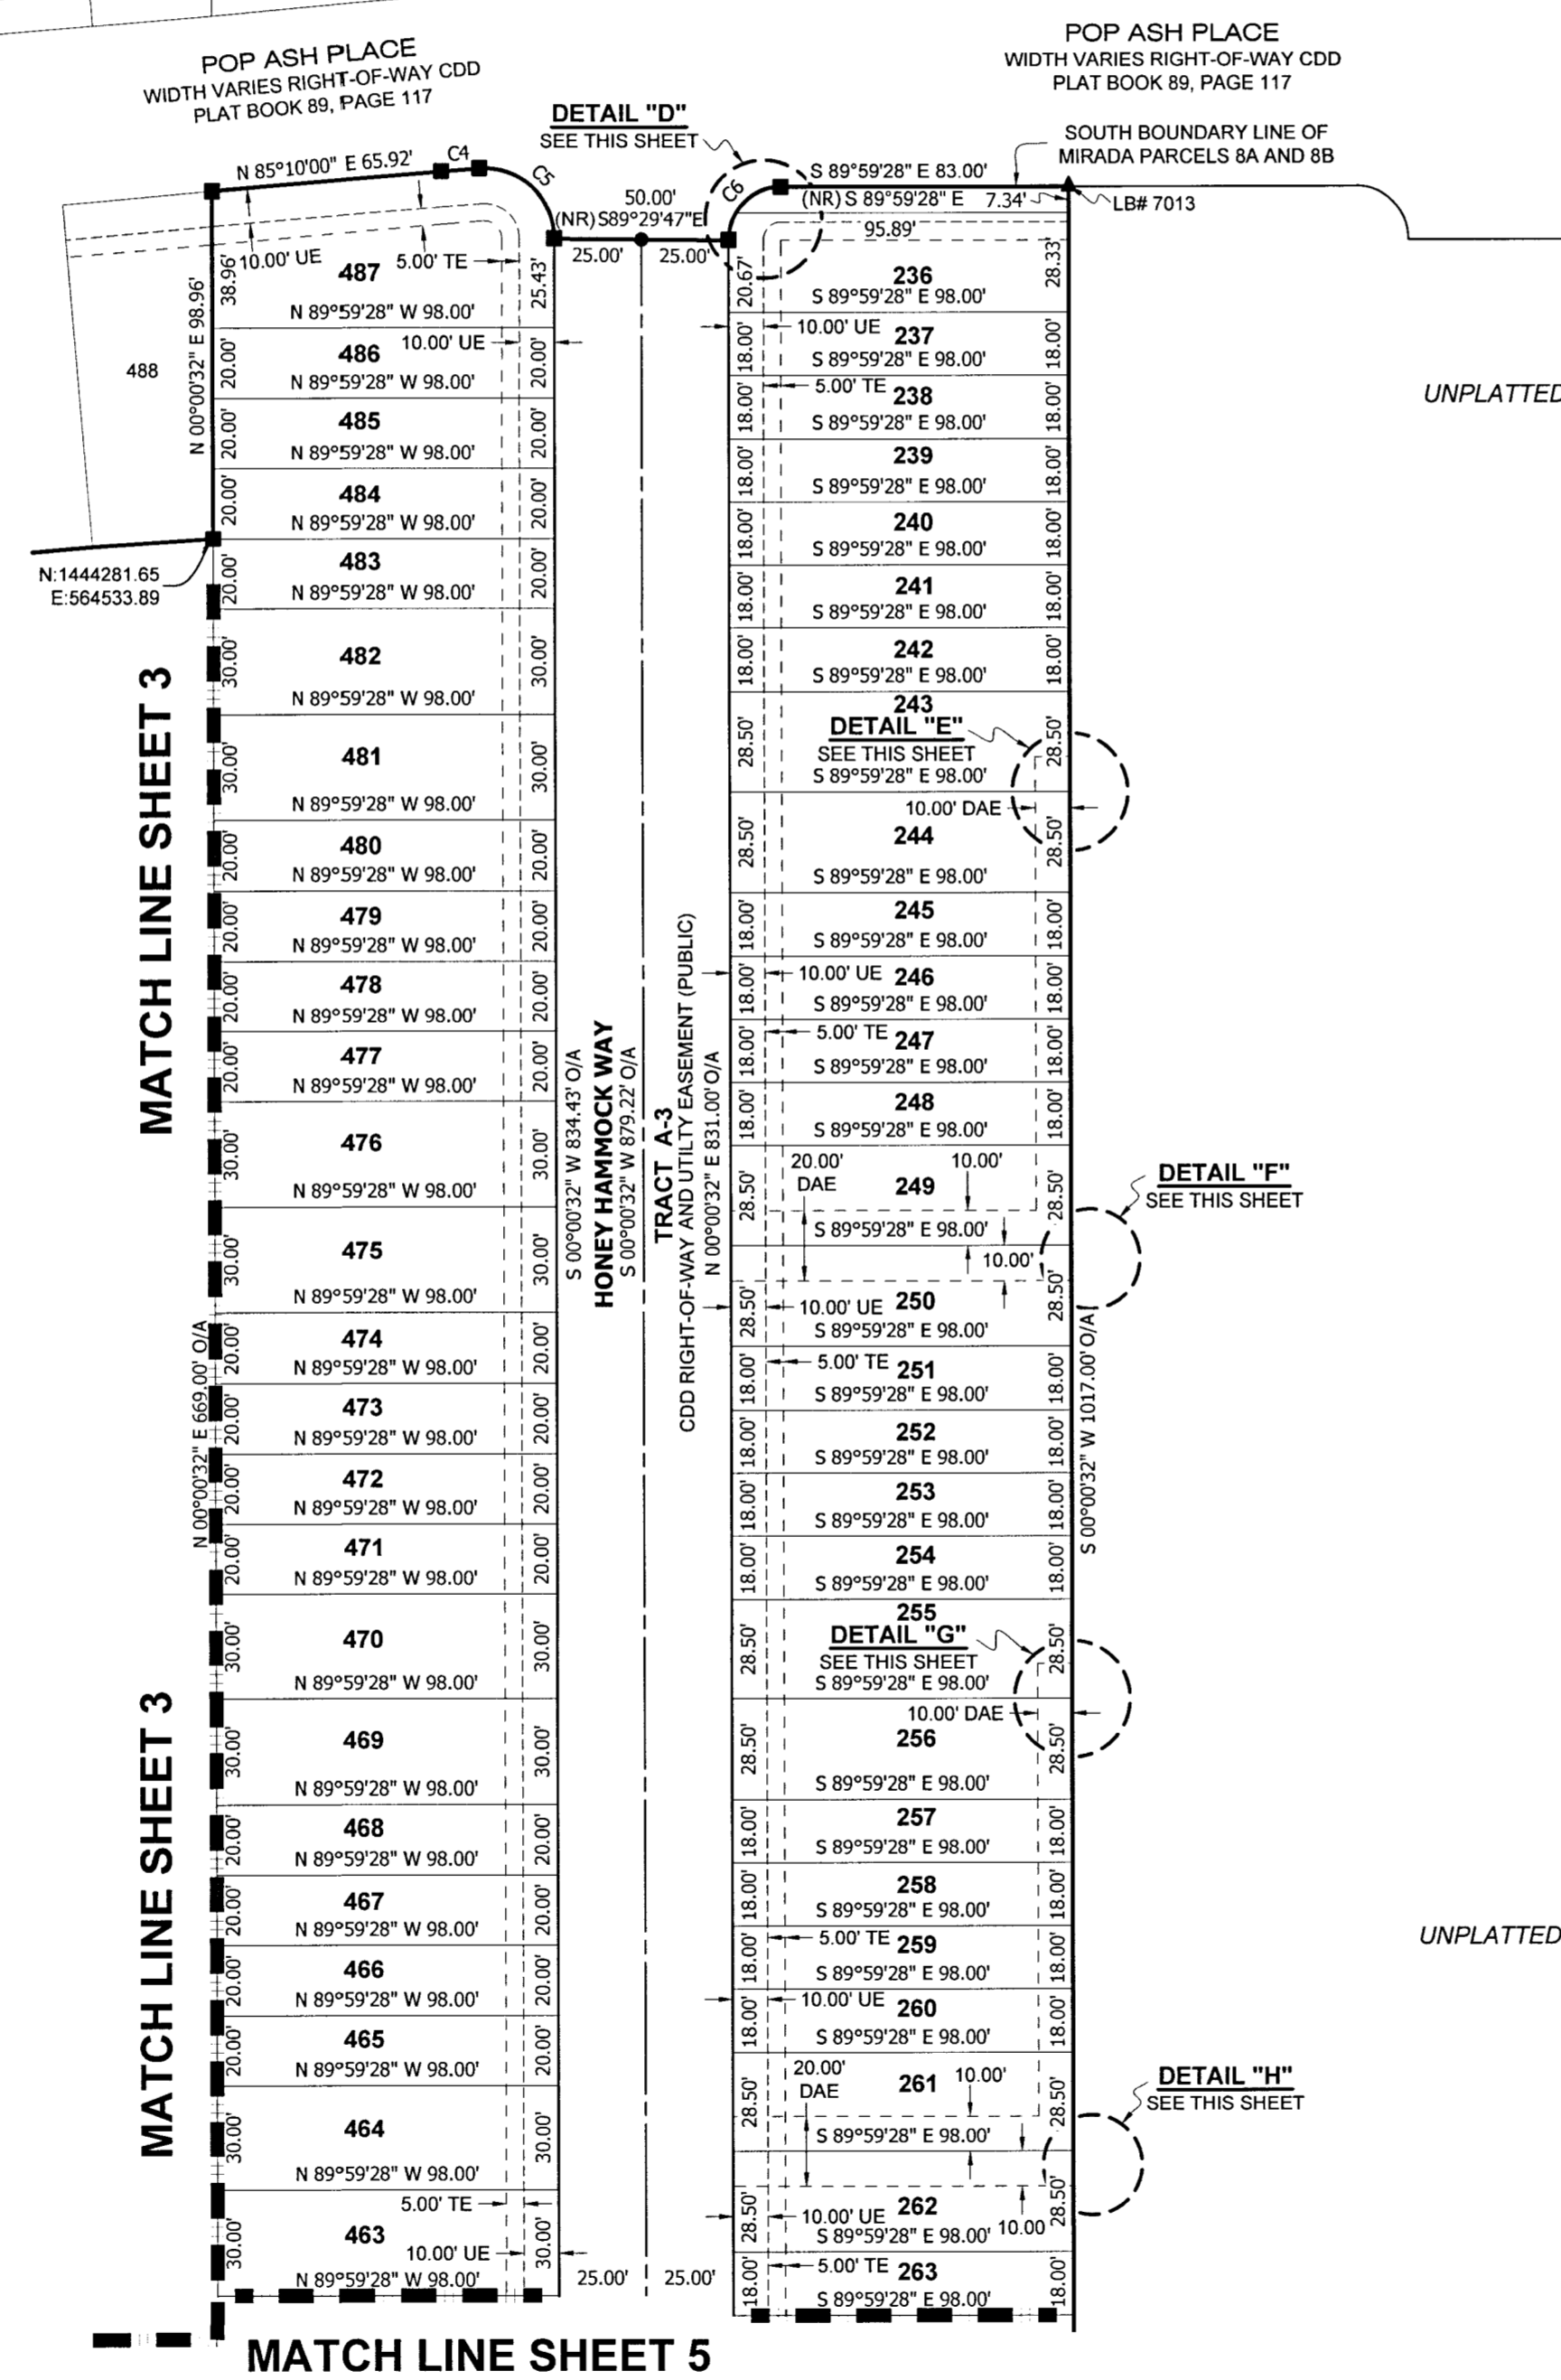 POP ASH PLACE
WIDTH VARIES RIGHT-OF-WAY CDD
PLAT BOOK 89, PAGE 117
POP ASH PLACE
WIDTH VARIES RIGHT-OF-WAY CDD
PLAT BOOK 89, PAGE 117
DETAIL "D"
SEE THIS SHEET
SOUTH BOUNDARY LINE OF
MIRADA PARCELS 8A AND 8B
N 85°10'00" E 65.92'
C4
C5
50.00'
(NR)S89°29'47"E
25.00'
25.00'
C6
S 89°59'28" E 83.00'
(NR) S 89°59'28" E
7.34'
LB# 7013
95.89'
488
N 00°00'32" E 98.96'
N:1444281.65
E:564533.89
38.96'
10.00' UE
5.00' TE
487
25.43'
N 89°59'28" W 98.00'
20.00'
486
10.00' UE
20.00'
N 89°59'28" W 98.00'
20.00'
485
20.00'
N 89°59'28" W 98.00'
20.00'
484
20.00'
N 89°59'28" W 98.00'
20.00'
483
20.00'
N 89°59'28" W 98.00'
30.00'
482
30.00'
N 89°59'28" W 98.00'
30.00'
481
30.00'
N 89°59'28" W 98.00'
20.00'
480
20.00'
N 89°59'28" W 98.00'
20.00'
479
20.00'
N 89°59'28" W 98.00'
20.00'
478
20.00'
N 89°59'28" W 98.00'
20.00'
477
20.00'
N 89°59'28" W 98.00'
30.00'
476
30.00'
N 89°59'28" W 98.00'
30.00'
475
30.00'
N 89°59'28" W 98.00'
20.00'
474
20.00'
N 89°59'28" W 98.00'
20.00'
473
20.00'
N 89°59'28" W 98.00'
20.00'
472
20.00'
N 89°59'28" W 98.00'
20.00'
471
20.00'
N 89°59'28" W 98.00'
30.00'
470
30.00'
N 89°59'28" W 98.00'
30.00'
469
30.00'
N 89°59'28" W 98.00'
20.00'
468
20.00'
N 89°59'28" W 98.00'
20.00'
467
20.00'
N 89°59'28" W 98.00'
20.00'
466
20.00'
N 89°59'28" W 98.00'
20.00'
465
20.00'
N 89°59'28" W 98.00'
30.00'
464
30.00'
N 89°59'28" W 98.00'
5.00' TE
30.00'
463
10.00' UE
30.00'
N 89°59'28" W 98.00'
MATCH LINE SHEET 3
N 00°00'32" E 669.00' O/A
MATCH LINE SHEET 3
S 00°00'32" W 834.43' O/A
HONEY HAMMOCK WAY
S 00°00'32" W 879.22' O/A
TRACT A-3
CDD RIGHT-OF-WAY AND UTILTY EASEMENT (PUBLIC)
N 00°00'32" E 831.00' O/A
25.00'
25.00'
20.67'
236
28.33'
S 89°59'28" E 98.00'
18.00'
10.00' UE
237
18.00'
S 89°59'28" E 98.00'
18.00'
5.00' TE
238
18.00'
S 89°59'28" E 98.00'
18.00'
239
18.00'
S 89°59'28" E 98.00'
18.00'
240
18.00'
S 89°59'28" E 98.00'
18.00'
241
18.00'
S 89°59'28" E 98.00'
18.00'
242
18.00'
S 89°59'28" E 98.00'
28.50'
243
DETAIL "E"
SEE THIS SHEET
28.50'
S 89°59'28" E 98.00'
10.00' DAE
28.50'
244
28.50'
S 89°59'28" E 98.00'
18.00'
245
18.00'
S 89°59'28" E 98.00'
18.00'
10.00' UE
246
18.00'
S 89°59'28" E 98.00'
18.00'
5.00' TE
247
18.00'
S 89°59'28" E 98.00'
18.00'
248
18.00'
S 89°59'28" E 98.00'
28.50'
20.00'
DAE
249
10.00'
28.50'
S 89°59'28" E 98.00'
10.00'
DETAIL "F"
SEE THIS SHEET
28.50'
10.00' UE
250
28.50'
S 89°59'28" E 98.00'
18.00'
5.00' TE
251
18.00'
S 89°59'28" E 98.00'
18.00'
252
18.00'
S 89°59'28" E 98.00'
18.00'
253
18.00'
S 89°59'28" E 98.00'
18.00'
254
18.00'
S 89°59'28" E 98.00'
S 00°00'32" W 1017.00' O/A
28.50'
255
DETAIL "G"
SEE THIS SHEET
28.50'
S 89°59'28" E 98.00'
10.00' DAE
28.50'
256
28.50'
S 89°59'28" E 98.00'
18.00'
257
18.00'
S 89°59'28" E 98.00'
18.00'
258
18.00'
S 89°59'28" E 98.00'
18.00'
5.00' TE
259
18.00'
S 89°59'28" E 98.00'
18.00'
10.00' UE
260
18.00'
S 89°59'28" E 98.00'
28.50'
20.00'
DAE
261
10.00'
28.50'
S 89°59'28" E 98.00'
DETAIL "H"
SEE THIS SHEET
28.50'
10.00' UE
262
28.50'
S 89°59'28" E 98.00'
10.00
18.00'
5.00' TE
263
18.00'
S 89°59'28" E 98.00'
UNPLATTED
UNPLATTED
MATCH LINE SHEET 5